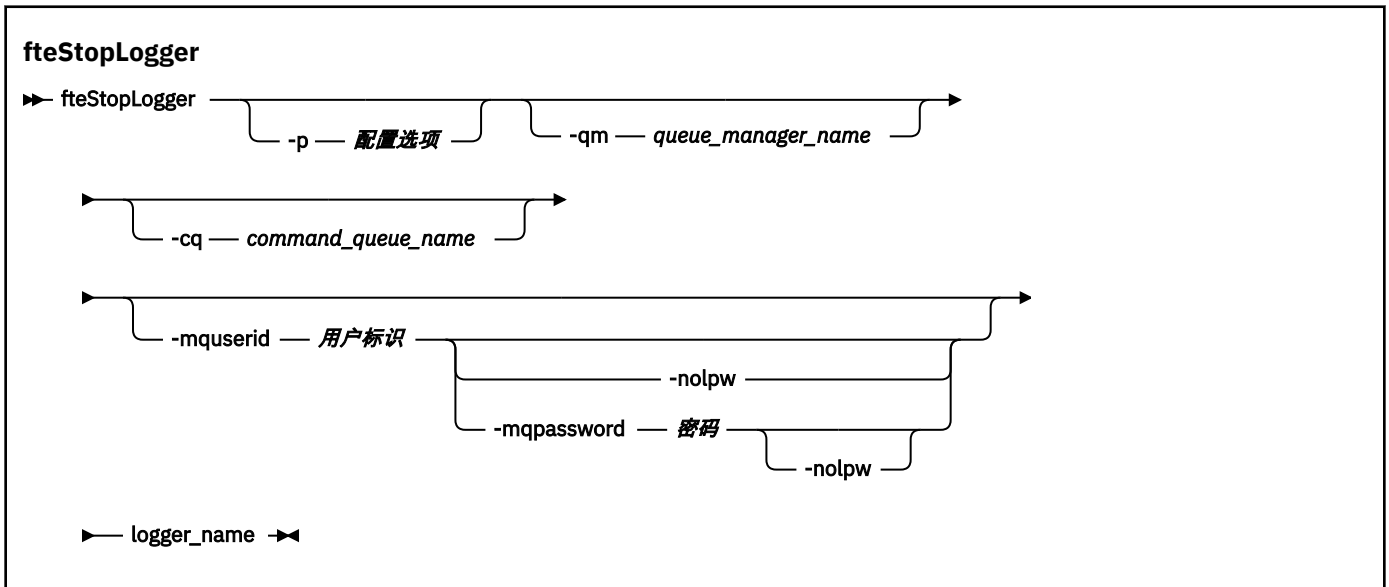 fteStopLogger
fteStopLogger
-p 配置选项 -qm queue_manager_name
-cq command_queue_name
-mquserid 用户标识
-nolpw
-mqpassword 密码
-nolpw
logger_name